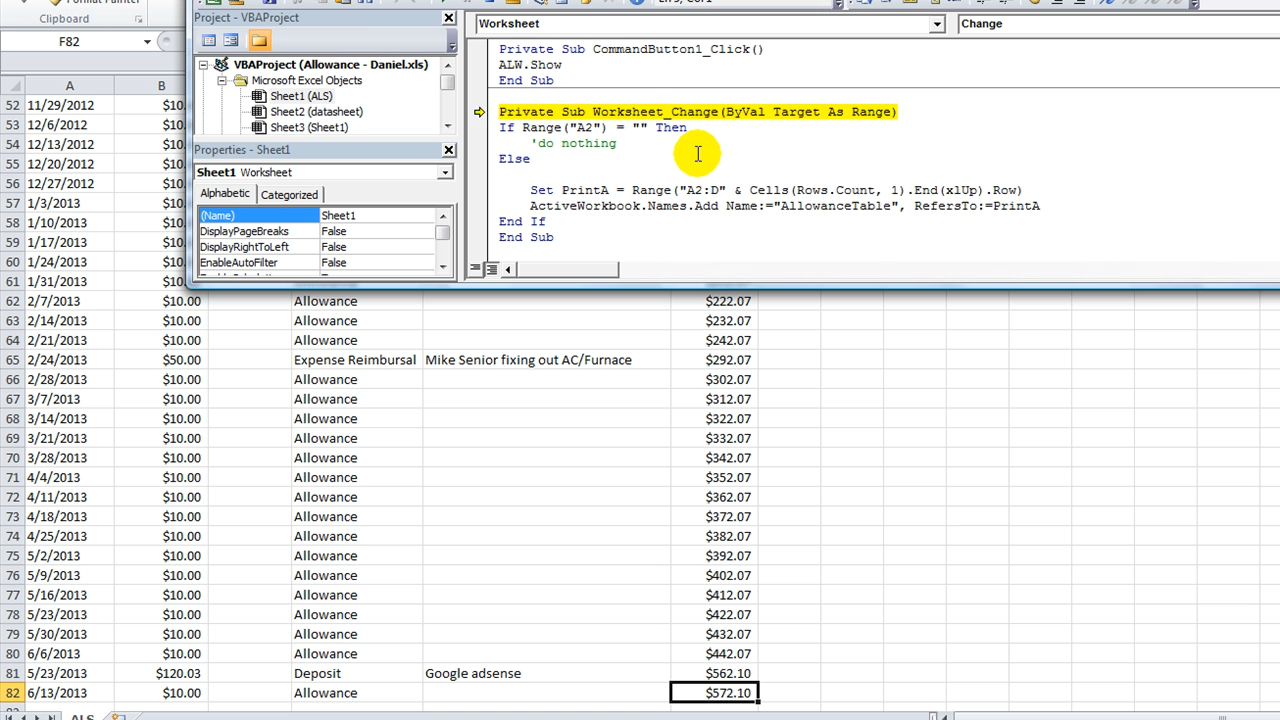 Format Painter
Clipboard
F82
A B
Project - VBAProject
VBAProject (Allowance - Daniel.xls)
Microsoft Excel Objects
Sheet1 (ALS)
Sheet2 (datasheet)
Sheet3 (Sheet1)
Properties - Sheet1
Sheet1 Worksheet
Alphabetic Categorized
(Name) Sheet1
DisplayPageBreaks False
DisplayRightToLeft False
EnableAutoFilter False
Worksheet Change
Private Sub CommandButton1_Click()
ALW.Show
End Sub
Private Sub Worksheet_Change(ByVal Target As Range)
If Range("A2") = "" Then
'do nothing
Else
Set PrintA = Range("A2:D" & Cells(Rows.Count, 1).End(xlUp).Row)
ActiveWorkbook.Names.Add Name:="AllowanceTable", RefersTo:=PrintA
End If
End Sub
52 11/29/2012 $10.
53 12/6/2012 $10.
54 12/13/2012 $10.
55 12/20/2012 $10.
56 12/27/2012 $10.
57 1/3/2013 $10.
58 1/10/2013 $10.
59 1/17/2013 $10.
60 1/24/2013 $10.
61 1/31/2013 $10.00 Allowance
62 2/7/2013 $10.00 Allowance $222.07
63 2/14/2013 $10.00 Allowance $232.07
64 2/21/2013 $10.00 Allowance $242.07
65 2/24/2013 $50.00 Expense Reimbursal Mike Senior fixing out AC/Furnace $292.07
66 2/28/2013 $10.00 Allowance $302.07
67 3/7/2013 $10.00 Allowance $312.07
68 3/14/2013 $10.00 Allowance $322.07
69 3/21/2013 $10.00 Allowance $332.07
70 3/28/2013 $10.00 Allowance $342.07
71 4/4/2013 $10.00 Allowance $352.07
72 4/11/2013 $10.00 Allowance $362.07
73 4/18/2013 $10.00 Allowance $372.07
74 4/25/2013 $10.00 Allowance $382.07
75 5/2/2013 $10.00 Allowance $392.07
76 5/9/2013 $10.00 Allowance $402.07
77 5/16/2013 $10.00 Allowance $412.07
78 5/23/2013 $10.00 Allowance $422.07
79 5/30/2013 $10.00 Allowance $432.07
80 6/6/2013 $10.00 Allowance $442.07
81 5/23/2013 $120.03 Deposit Google adsense $562.10
82 6/13/2013 $10.00 Allowance $572.10
ALS